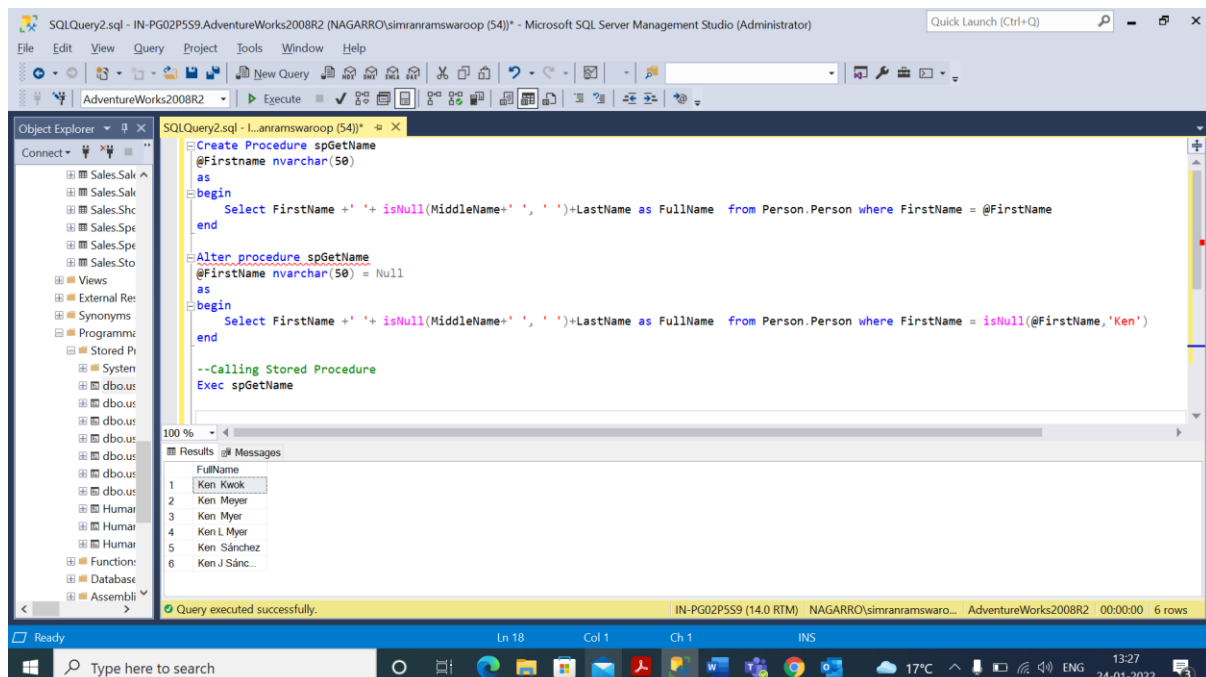 SQLQuery2.sql - IN-PG02P5S9.AdventureWorks2008R2 (NAGARRO\simranramswaroop (54))* - Microsoft SQL Server Management Studio (Administrator)
Quick Launch (Ctrl+Q)
File Edit View Query Project Tools Window Help
New Query
AdventureWorks2008R2 Execute
Object Explorer
Connect
Sales.Sale
Sales.Sale
Sales.Sho
Sales.Spe
Sales.Spe
Sales.Sto
Views
External Res
Synonyms
Programma
Stored Pr
System
dbo.us
dbo.us
dbo.us
dbo.us
dbo.us
dbo.us
dbo.us
Human
Human
Human
Functions
Database
Assembli
SQLQuery2.sql - I...anramswaroop (54))*
Create Procedure spGetName
@Firstname nvarchar(50)
as
begin
Select FirstName +' '+ isNull(MiddleName+' ', ' ')+LastName as FullName from Person.Person where FirstName = @FirstName
end
Alter procedure spGetName
@FirstName nvarchar(50) = Null
as
begin
Select FirstName +' '+ isNull(MiddleName+' ', ' ')+LastName as FullName from Person.Person where FirstName = isNull(@FirstName,'Ken')
end
--Calling Stored Procedure
Exec spGetName
100 %
Results Messages
FullName
1 Ken Kwok
2 Ken Meyer
3 Ken Myer
4 Ken L Myer
5 Ken Sánchez
6 Ken J Sánc...
Query executed successfully. IN-PG02P5S9 (14.0 RTM) NAGARRO\simranramswaro... AdventureWorks2008R2 00:00:00 6 rows
Ready Ln 18 Col 1 Ch 1 INS
Type here to search
17°C ENG 13:27
24-01-2022
3